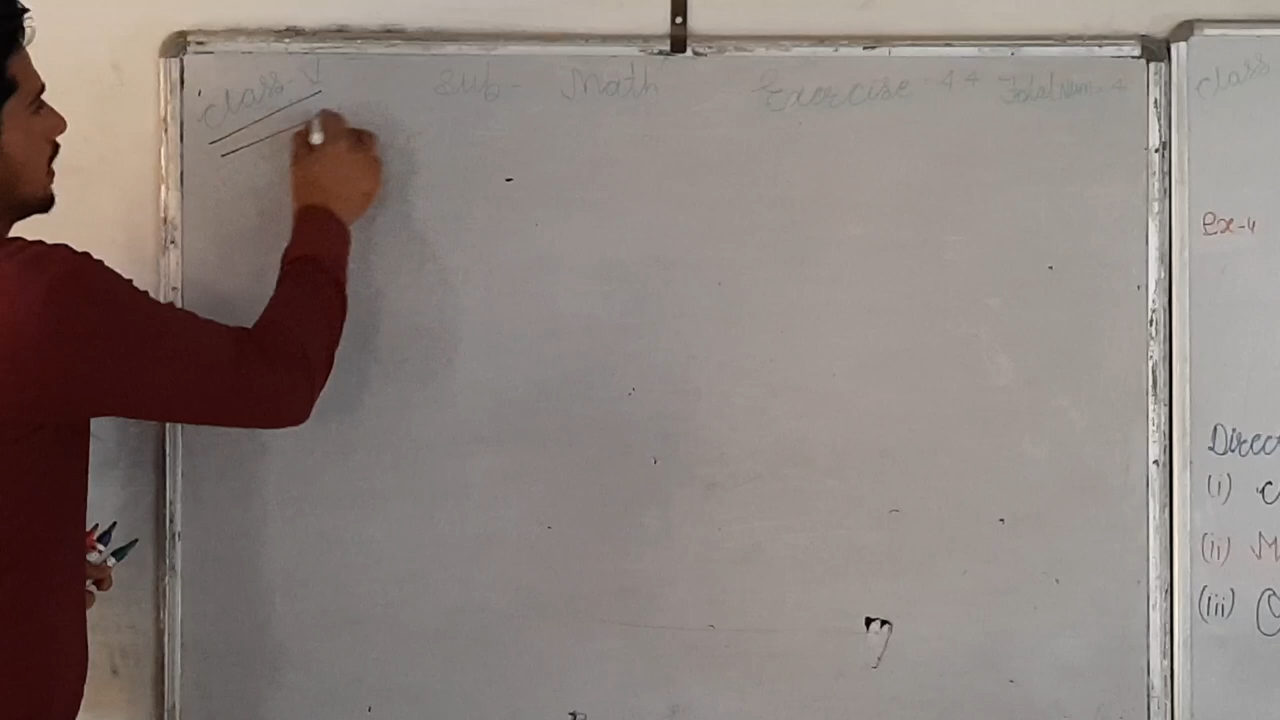 Class - V Sub - Math Exercise - 4.4 Total Num. - 4
Class
Ex-4
Direc
(i) C
(ii) M
(iii)